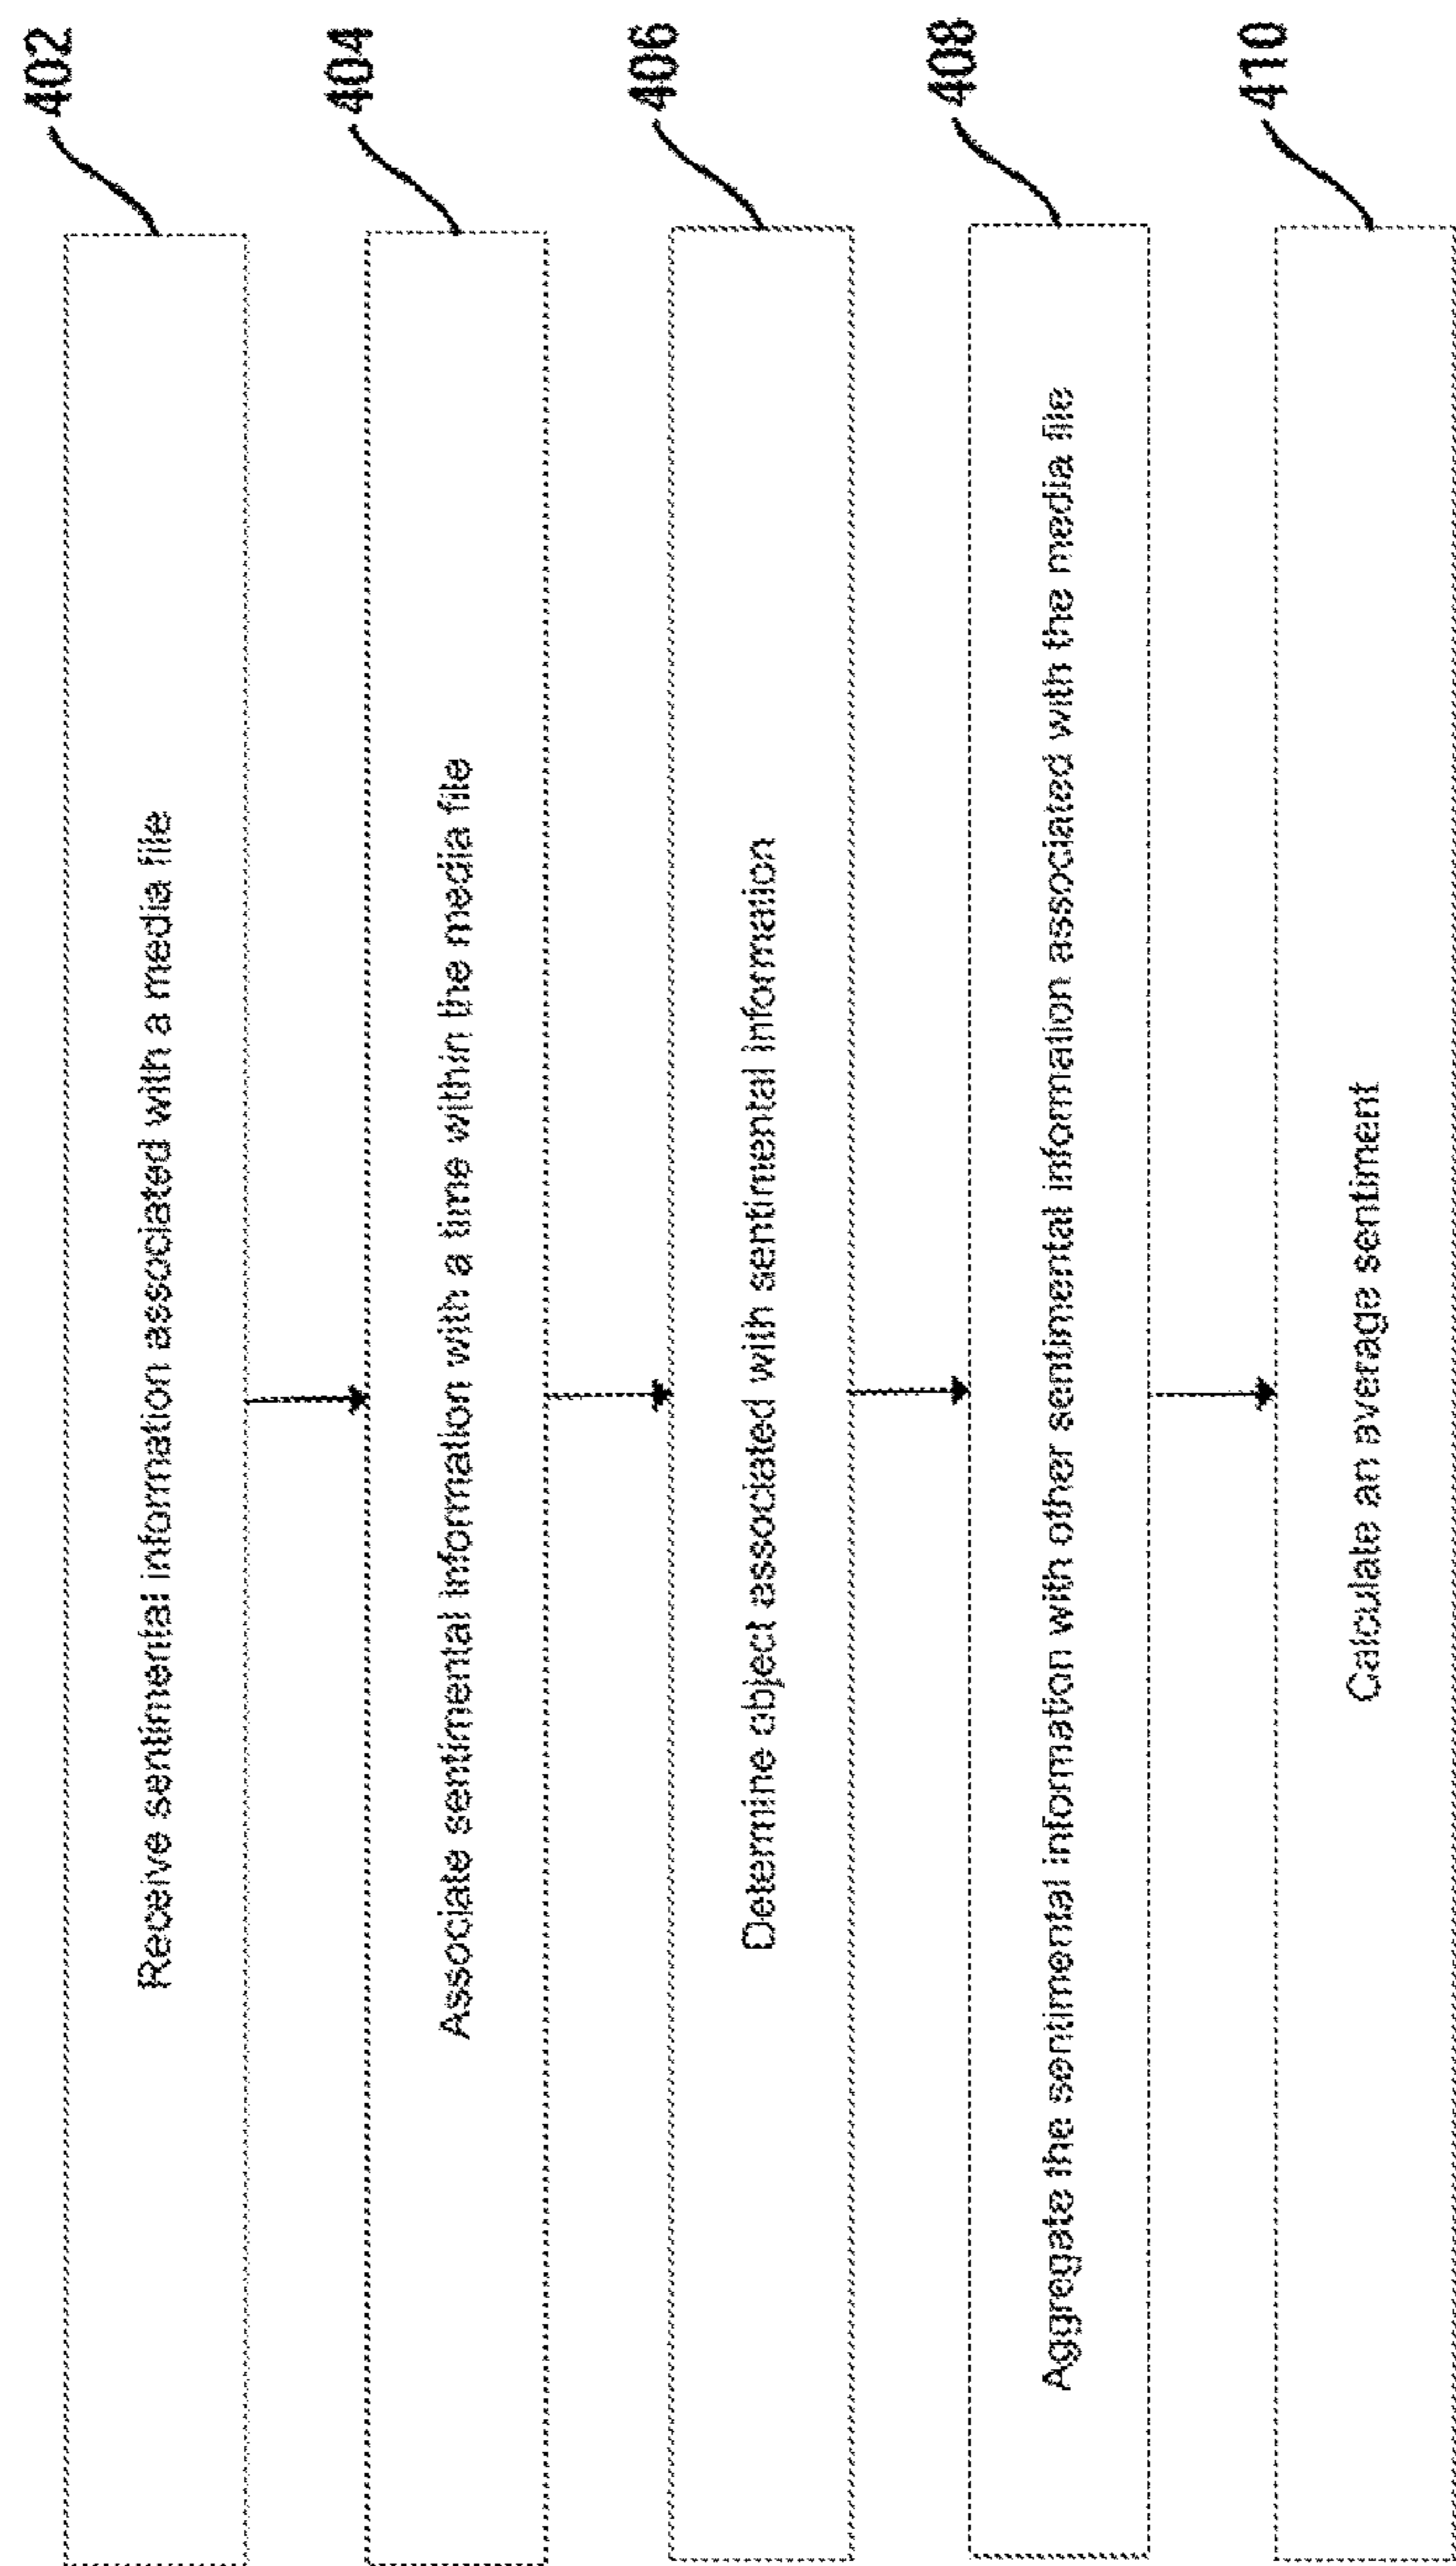 402
Receive sentimental information associated with a media file
404
Associate sentimental information with a time within the media file
406
Determine object associated with sentimental information
408
Aggregate the sentimental information with other sentimental information associated with the media file
410
Calculate an average sentiment